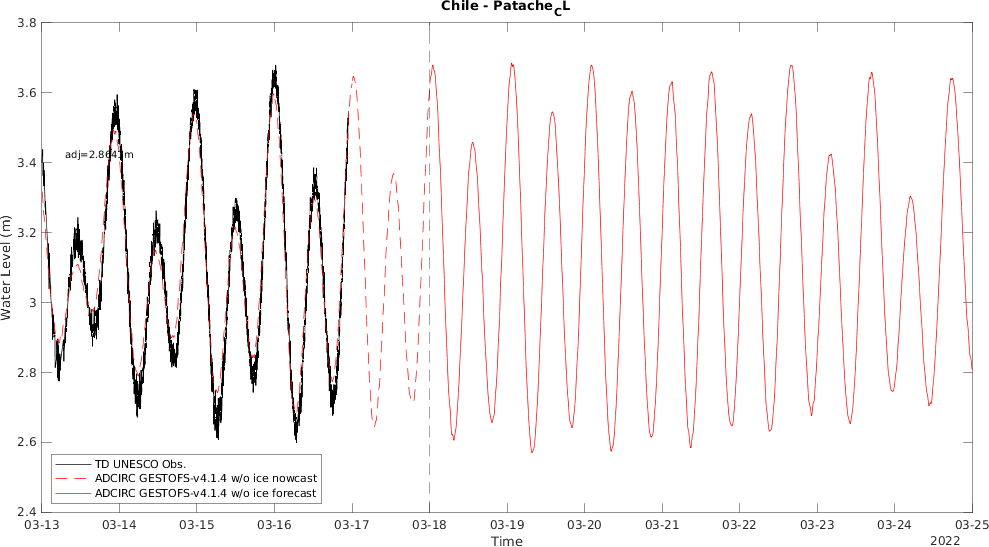 Chile - Patache_CL
3.8
3.6
3.4
3.2
3
2.8
2.6
2.4
Water Level (m)
adj=2.8641m
TD UNESCO Obs.
ADCIRC GESTOFS-v4.1.4 w/o ice nowcast
ADCIRC GESTOFS-v4.1.4 w/o ice forecast
03-13 03-14 03-15 03-16 03-17 03-18 03-19 03-20 03-21 03-22 03-23 03-24 03-25
Time
2022